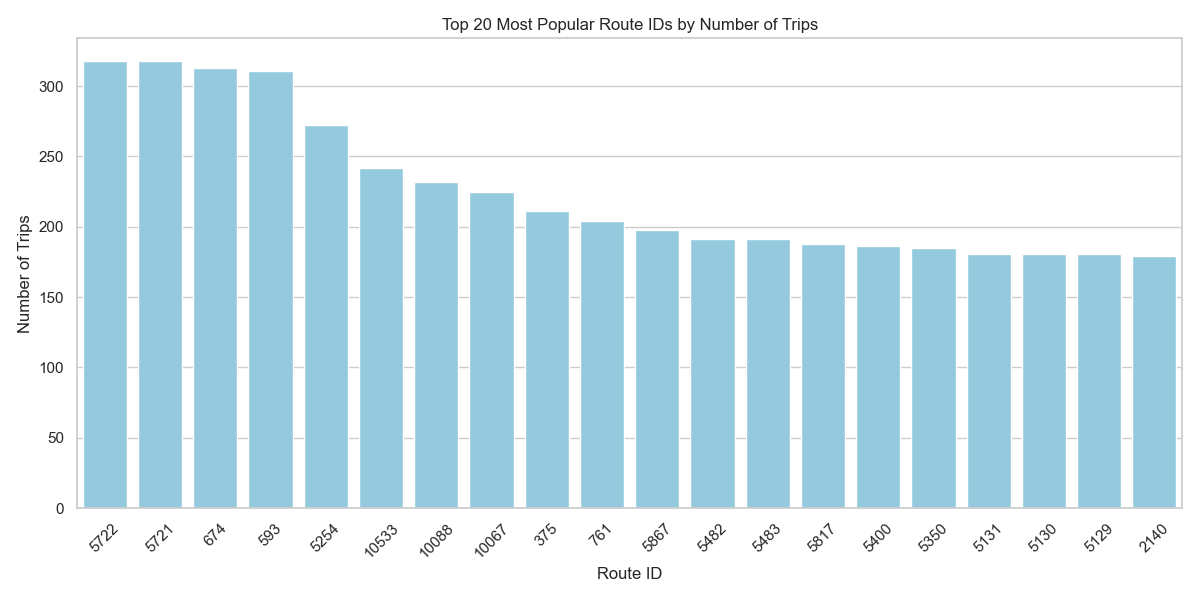 Top 20 Most Popular Route IDs by Number of Trips
Number of Trips
300
250
200
150
100
50
0
5722 5721 674 593 5254 10533 10088 10067 375 761 5867 5482 5483 5817 5400 5350 5131 5130 5129 2140
Route ID